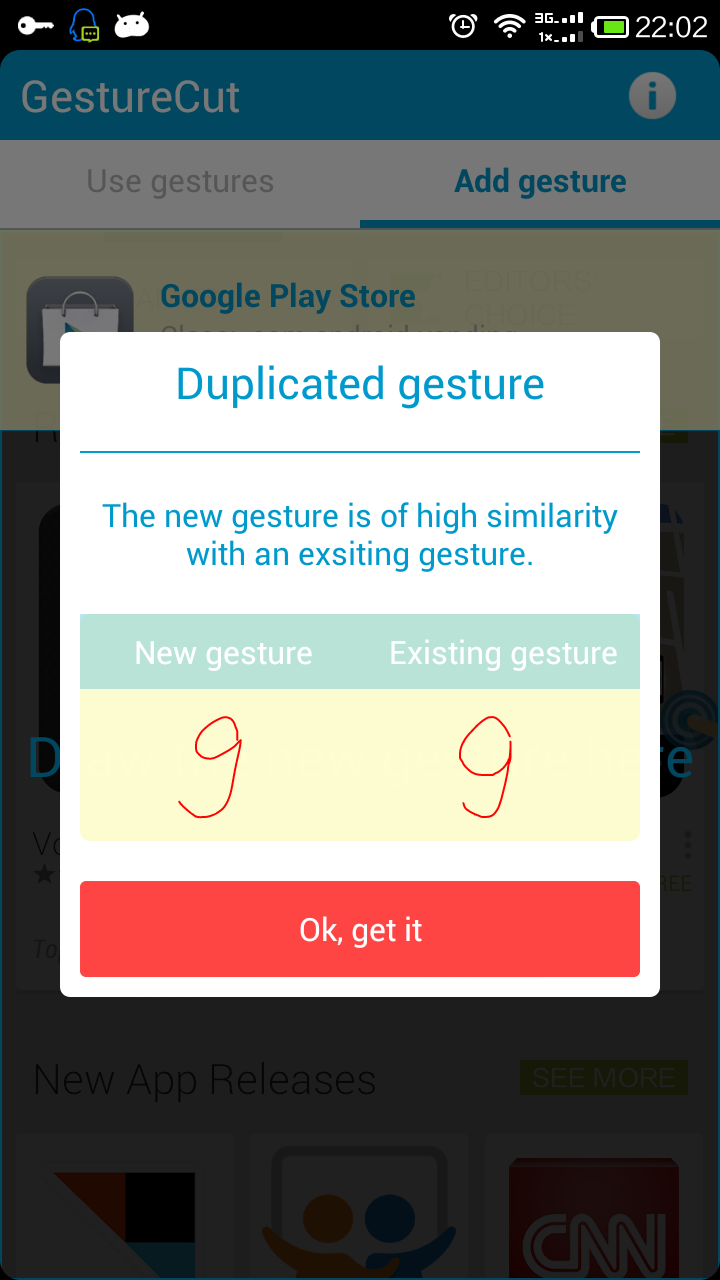 3G
1x
22:02
GestureCut
Use gestures
Add gesture
EDITORS'
CHOICE
Google Play Store
Duplicated gesture
The new gesture is of high similarity
with an exsiting gesture.
New gesture
Existing gesture
g
g
Ok, get it
New App Releases
SEE MORE
CNN